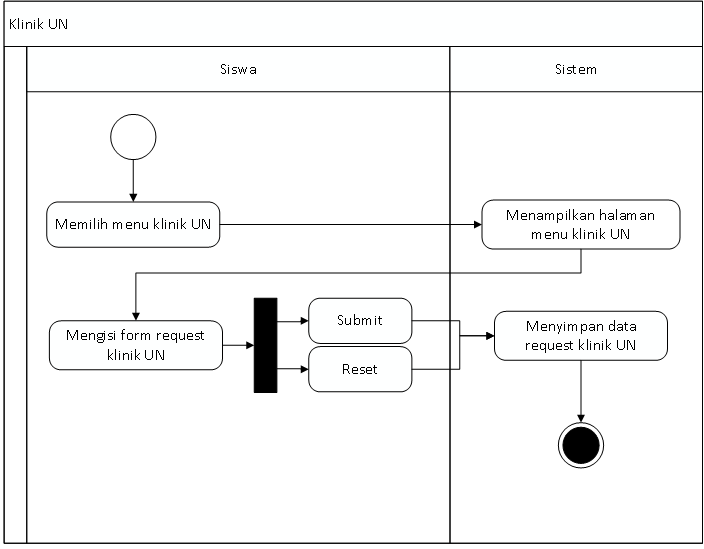 Klinik UN
Siswa
Sistem
Memilih menu klinik UN
Menampilkan halaman
menu klinik UN
Mengisi form request
klinik UN
Submit
Reset
Menyimpan data
request klinik UN